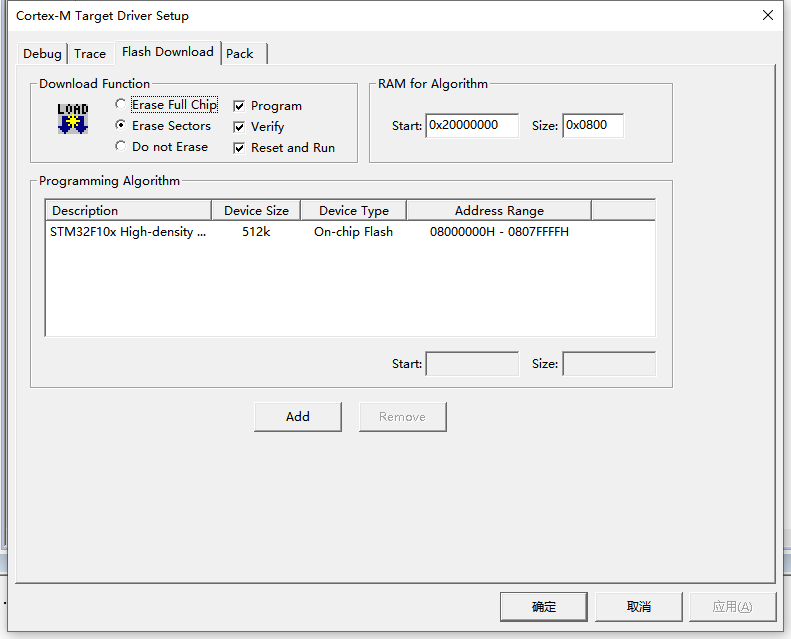 Cortex-M Target Driver Setup
Debug Trace Flash Download Pack
Download Function
LOAD
Erase Full Chip
Erase Sectors
Do not Erase
Program
Verify
Reset and Run
RAM for Algorithm
Start: 0x20000000 Size: 0x0800
Programming Algorithm
Description Device Size Device Type Address Range
STM32F10x High-density ... 512k On-chip Flash 08000000H - 0807FFFFH
Start: Size:
Add Remove
确定 取消 应用(A)